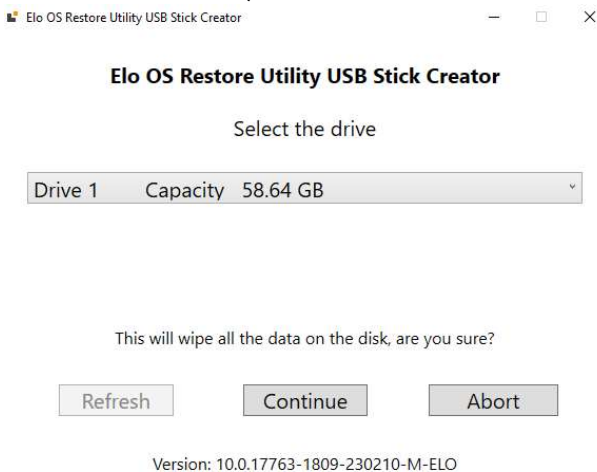 Elo OS Restore Utility USB Stick Creator
Elo OS Restore Utility USB Stick Creator
Select the drive
Drive 1 Capacity 58.64 GB
This will wipe all the data on the disk, are you sure?
Refresh Continue Abort
Version: 10.0.17763-1809-230210-M-ELO